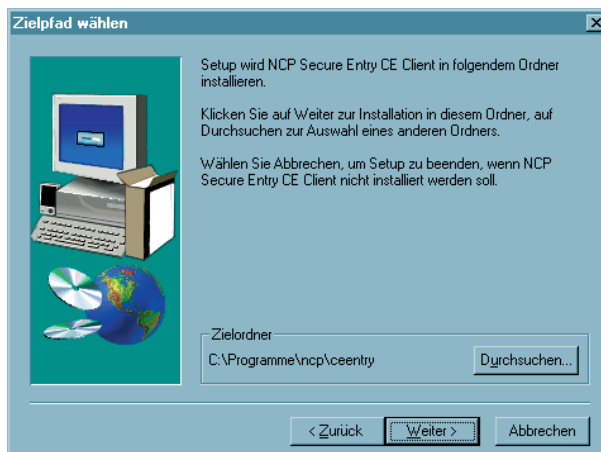 Zielpfad wählen
Setup wird NCP Secure Entry CE Client in folgendem Ordner
installieren.
Klicken Sie auf Weiter zur Installation in diesem Ordner, auf
Durchsuchen zur Auswahl eines anderen Ordners.
Wählen Sie Abbrechen, um Setup zu beenden, wenn NCP
Secure Entry CE Client nicht installiert werden soll.
Zielordner
C:\Programme\ncp\ceentry
Durchsuchen...
< Zurück
Weiter >
Abbrechen